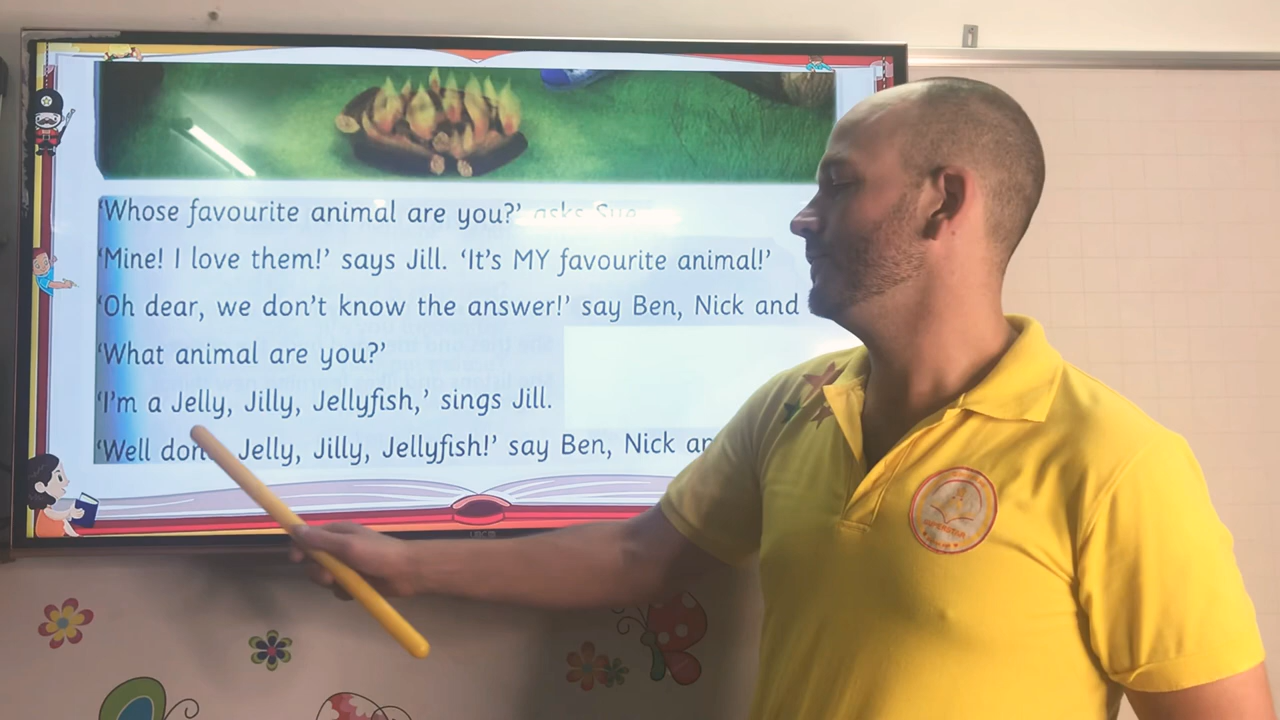 ‘Whose favourite animal are you?’ asks Sue
‘Mine! I love them!’ says Jill. ‘It’s MY favourite animal!’
‘Oh dear, we don’t know the answer!’ say Ben, Nick and
‘What animal are you?’
‘I’m a Jelly, Jilly, Jellyfish,’ sings Jill.
‘Well Jelly, Jilly, Jellyfish!’ say Ben, Nick